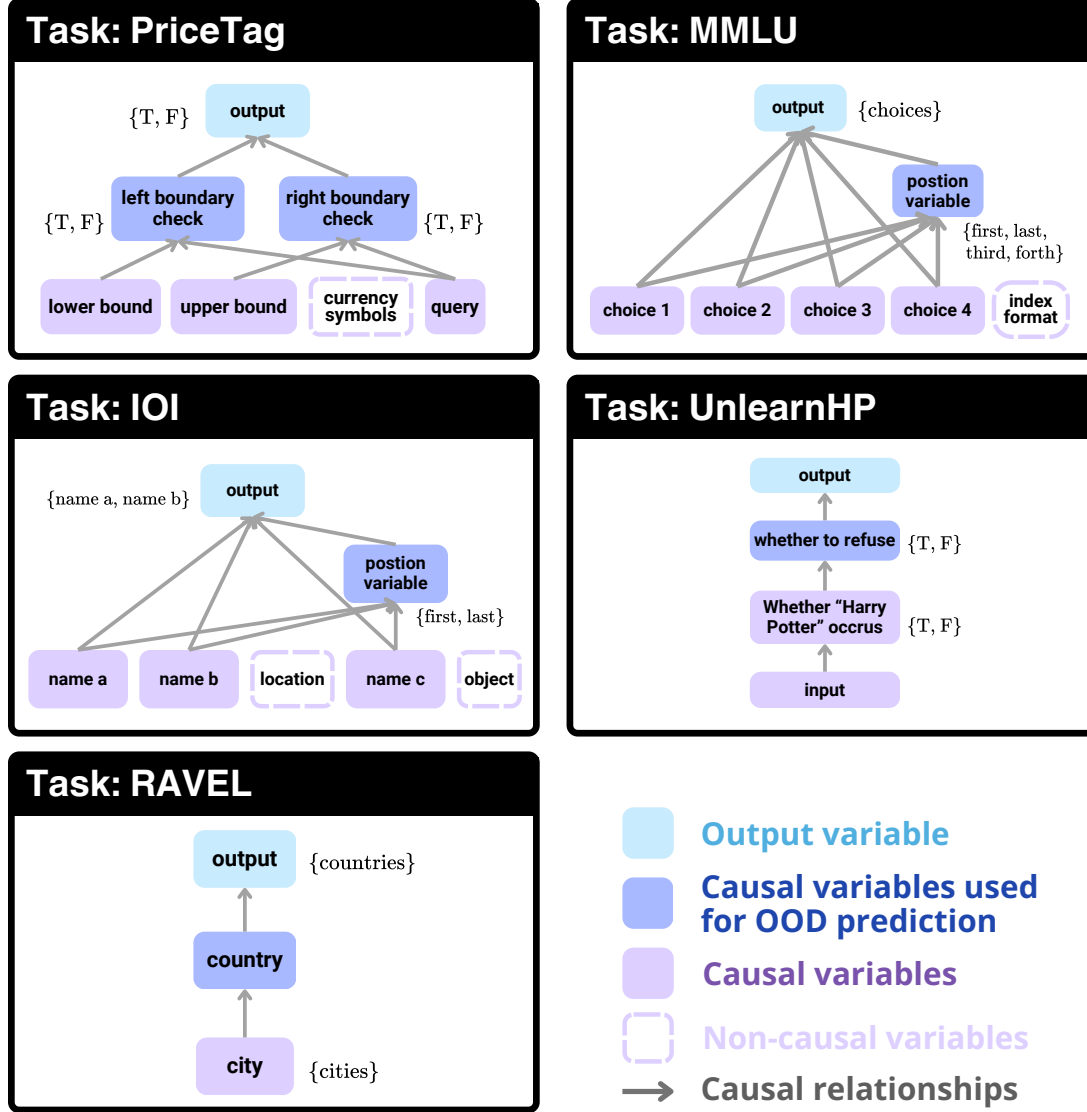 Task: PriceTag
{T, F}
output
left boundary
check
right boundary
check
{T, F}
{T, F}
lower bound
upper bound
currency
symbols
query
Task: MMLU
output
{choices}
postion
variable
{first, last,
third, forth}
choice 1
choice 2
choice 3
choice 4
index
format
Task: IOI
{name a, name b}
output
postion
variable
{first, last}
name a
name b
location
name c
object
Task: UnlearnHP
output
whether to refuse
{T, F}
Whether “Harry
Potter” occrus
{T, F}
input
Task: RAVEL
output
{countries}
country
city
{cities}
Output variable
Causal variables used
for OOD prediction
Causal variables
Non-causal variables
Causal relationships